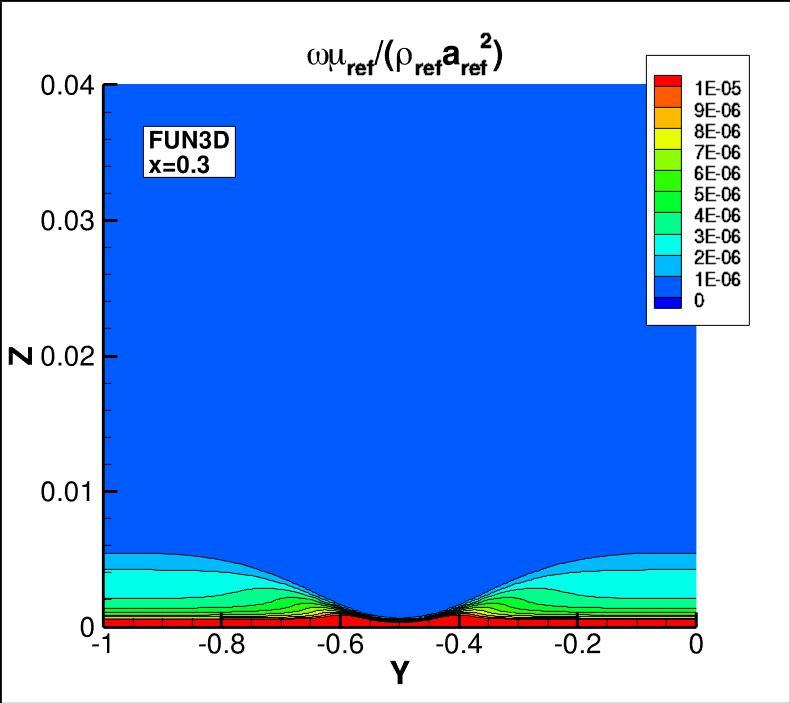 ωμref/(ρrefaref²)
0.04
1E-05
FUN3D
9E-06
x=0.3
8E-06
7E-06
6E-06
0.03
5E-06
4E-06
3E-06
2E-06
1E-06
0
Z
0.02
0.01
0
-1
-0.8
-0.6
-0.4
-0.2
0
Y